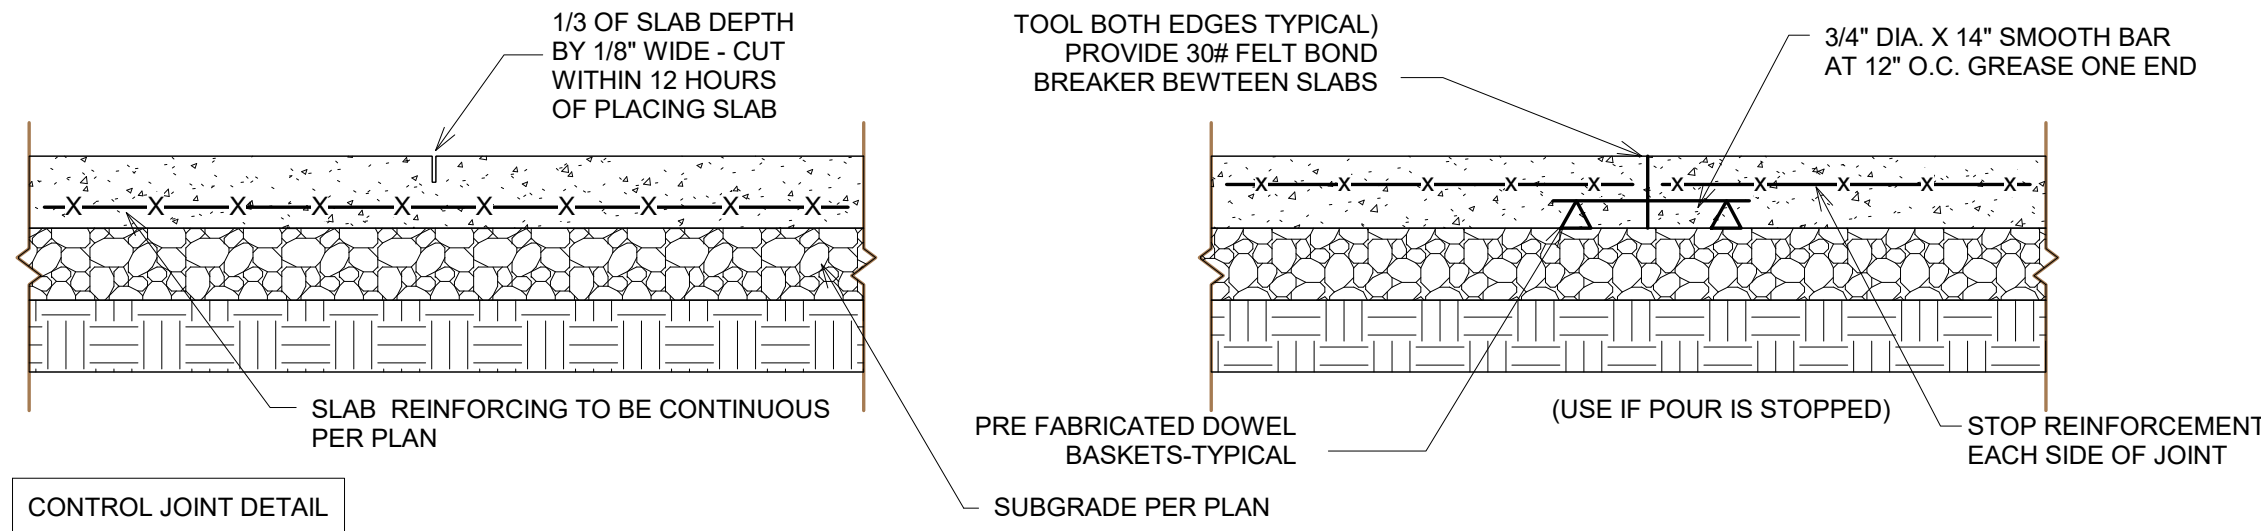 1/3 OF SLAB DEPTH
BY 1/8" WIDE - CUT
WITHIN 12 HOURS
OF PLACING SLAB
SLAB REINFORCING TO BE CONTINUOUS
PER PLAN
CONTROL JOINT DETAIL
SUBGRADE PER PLAN
TOOL BOTH EDGES TYPICAL)
PROVIDE 30# FELT BOND
BREAKER BEWTEEN SLABS
3/4" DIA. X 14" SMOOTH BAR
AT 12" O.C. GREASE ONE END
PRE FABRICATED DOWEL
BASKETS-TYPICAL
(USE IF POUR IS STOPPED)
STOP REINFORCEMENT
EACH SIDE OF JOINT